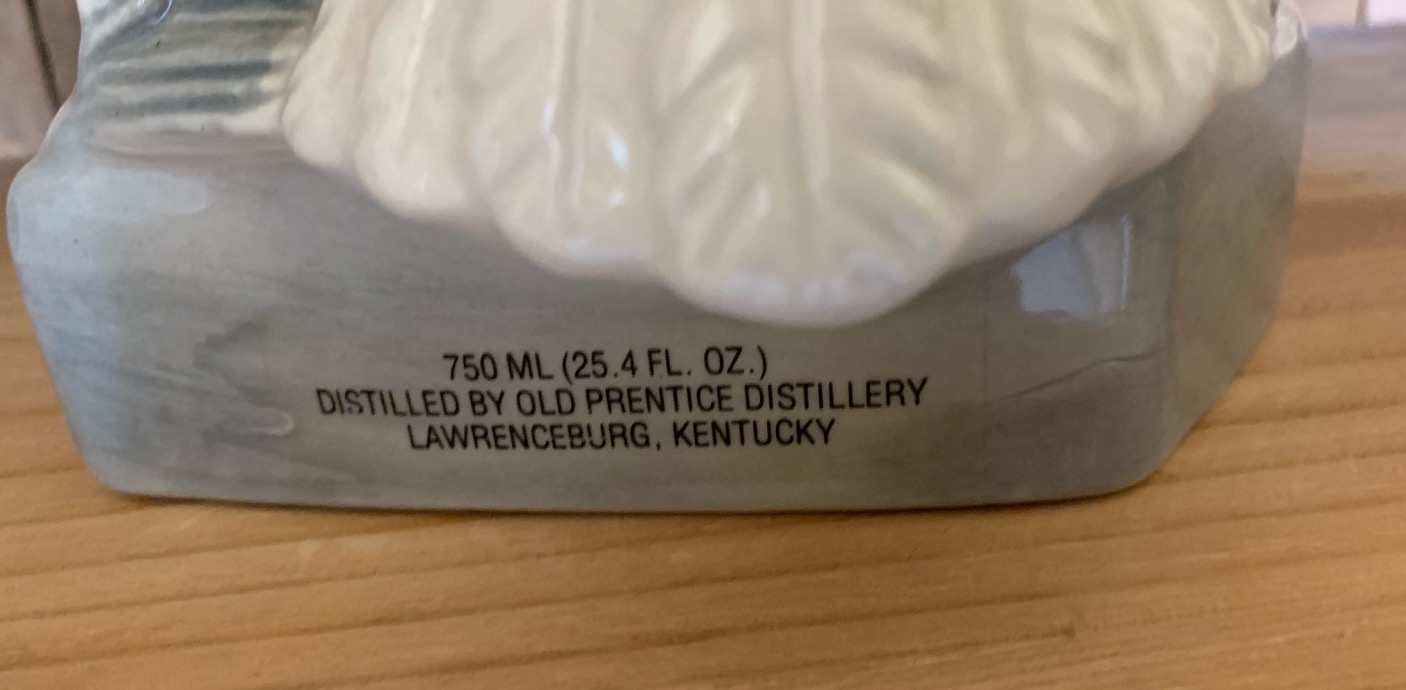 750 ML (25.4 FL. OZ.)
DISTILLED BY OLD PRENTICE DISTILLERY
LAWRENCEBURG, KENTUCKY